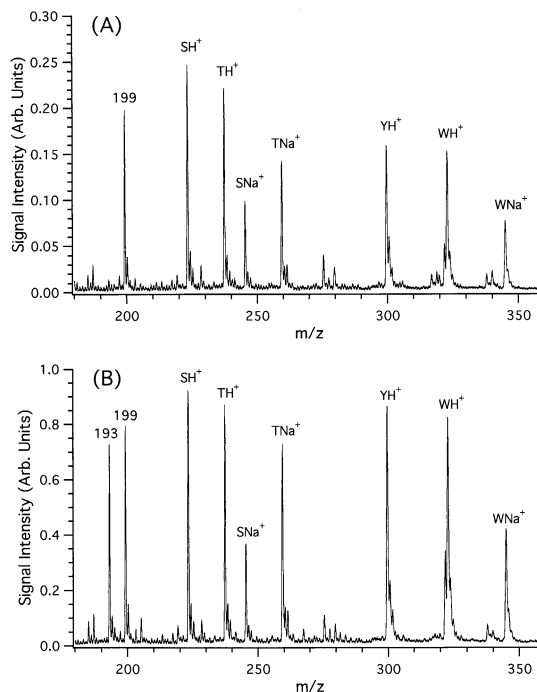 (A)
Signal Intensity (Arb. Units)
0.30
0.25
0.20
0.15
0.10
0.05
0.00
199
SH+
TH+
SNa+
TNa+
YH+
WH+
WNa+
200
250
300
350
m/z
(B)
Signal Intensity (Arb. Units)
1.0
0.8
0.6
0.4
0.2
0.0
193
199
SH+
TH+
SNa+
TNa+
YH+
WH+
WNa+
200
250
300
350
m/z